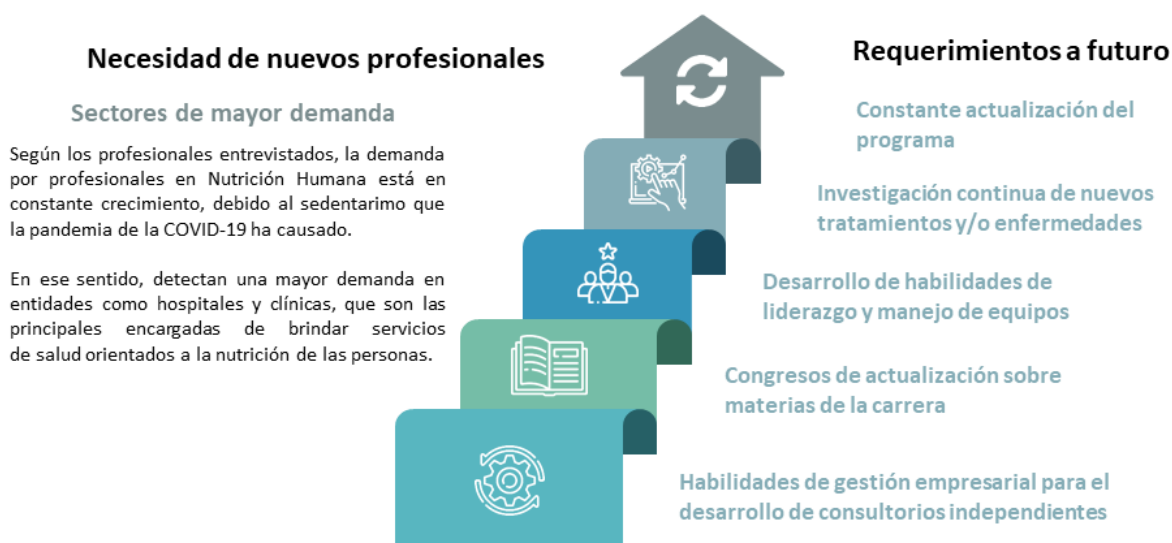 Necesidad de nuevos profesionales
Sectores de mayor demanda
Según los profesionales entrevistados, la demanda
por profesionales en Nutrición Humana está en
constante crecimiento, debido al sedentarimo que
la pandemia de la COVID-19 ha causado.
En ese sentido, detectan una mayor demanda en
entidades como hospitales y clínicas, que son las
principales encargadas de brindar servicios
de salud orientados a la nutrición de las personas.
Requerimientos a futuro
Constante actualización del
programa
Investigación continua de nuevos
tratamientos y/o enfermedades
Desarrollo de habilidades de
liderazgo y manejo de equipos
Congresos de actualización sobre
materias de la carrera
Habilidades de gestión empresarial para el
desarrollo de consultorios independientes